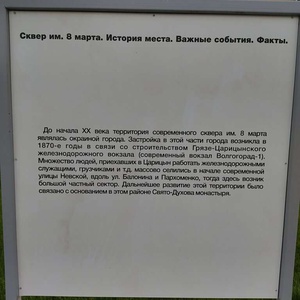 Сквер им. 8 марта. История места. Важные события. Факты.
До начала XX века территория современного сквера им. 8 марта
являлась окраиной города. Застройка в этой части города возникла в
1870-е годы в связи со строительством Грязе-Царицынского
железнодорожного вокзала (современный вокзал Волгоград-1).
Множество людей, приехавших в Царицын работать железнодорожными
служащими, грузчиками и т.д. массово селились в начале современной
улицы Невской, вдоль ул. Балонина и Пархоменко, тогда здесь возник
большой частный сектор. Дальнейшее развитие этой территории было
связано с основанием в этом районе Свято-Духова монастыря.